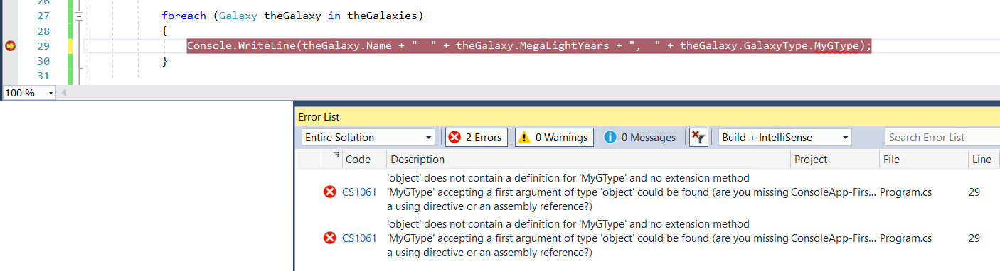 26
27 foreach (Galaxy theGalaxy in theGalaxies)
28 {
29 Console.WriteLine(theGalaxy.Name + "  " + theGalaxy.MegaLightYears + ",  " + theGalaxy.GalaxyType.MyGType);
30 }
31
100 %
Error List
Entire Solution 2 Errors 0 Warnings 0 Messages Build + IntelliSense Search Error List
Code Description Project File Line
'object' does not contain a definition for 'MyGType' and no extension method
CS1061 'MyGType' accepting a first argument of type 'object' could be found (are you missing ConsoleApp-Firs... Program.cs 29
a using directive or an assembly reference?)
'object' does not contain a definition for 'MyGType' and no extension method
CS1061 'MyGType' accepting a first argument of type 'object' could be found (are you missing ConsoleApp-Firs... Program.cs 29
a using directive or an assembly reference?)